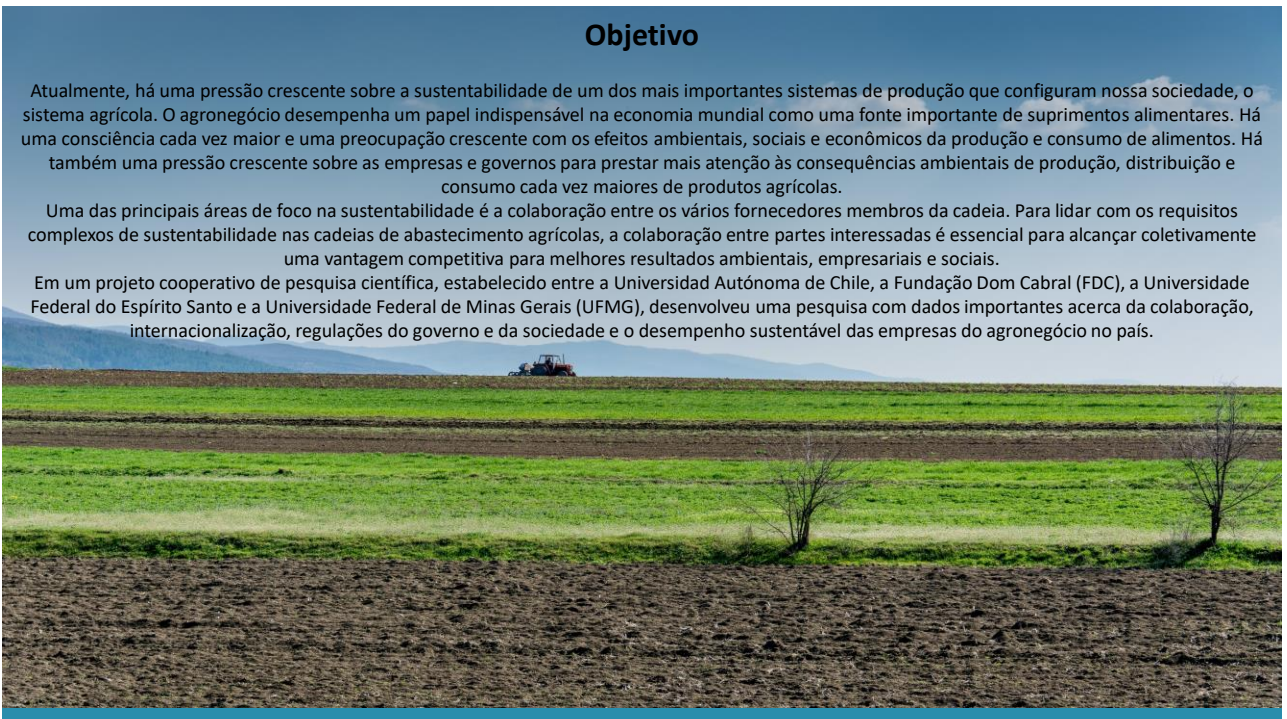 Objetivo
Atualmente, há uma pressão crescente sobre a sustentabilidade de um dos mais importantes sistemas de produção que configuram nossa sociedade, o
sistema agrícola. O agronegócio desempenha um papel indispensável na economia mundial como uma fonte importante de suprimentos alimentares. Há
uma consciência cada vez maior e uma preocupação crescente com os efeitos ambientais, sociais e econômicos da produção e consumo de alimentos. Há
também uma pressão crescente sobre as empresas e governos para prestar mais atenção às consequências ambientais de produção, distribuição e
consumo cada vez maiores de produtos agrícolas.
Uma das principais áreas de foco na sustentabilidade é a colaboração entre os vários fornecedores membros da cadeia. Para lidar com os requisitos
complexos de sustentabilidade nas cadeias de abastecimento agrícolas, a colaboração entre partes interessadas é essencial para alcançar coletivamente
uma vantagem competitiva para melhores resultados ambientais, empresariais e sociais.
Em um projeto cooperativo de pesquisa científica, estabelecido entre a Universidad Autónoma de Chile, a Fundação Dom Cabral (FDC), a Universidade
Federal do Espírito Santo e a Universidade Federal de Minas Gerais (UFMG), desenvolveu uma pesquisa com dados importantes acerca da colaboração,
internacionalização, regulações do governo e da sociedade e o desempenho sustentável das empresas do agronegócio no país.